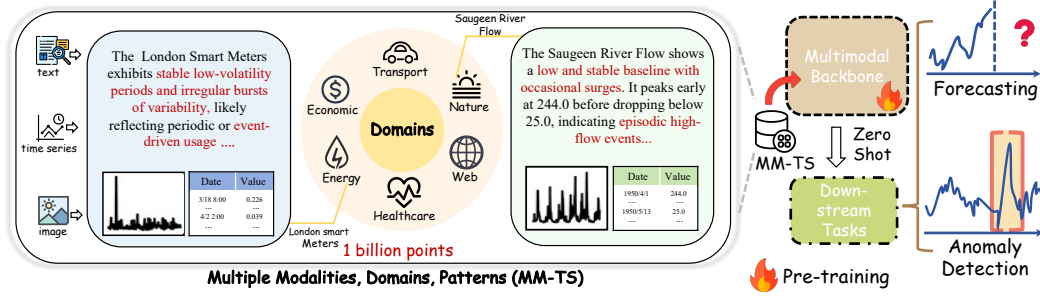 text
time series
image
The London Smart Meters
exhibits stable low-volatility
periods and irregular bursts
of variability, likely
reflecting periodic or event-
driven usage ....
Date Value
3/18 8:00 0.226
... ...
4/2 2:00 0.039
... ...
Saugeen River
Flow
Transport
Economic
Nature
Domains
Energy
Web
Healthcare
London smart
Meters
1 billion points
The Saugeen River Flow shows
a low and stable baseline with
occasional surges. It peaks early
at 244.0 before dropping below
25.0, indicating episodic high-
flow events...
Date Value
1950/4/1 244.0
... ...
1950/5/13 25.0
... ...
Multiple Modalities, Domains, Patterns (MM-TS)
MM-TS
Multimodal
Backbone
Zero
Shot
Down-
stream
Tasks
Pre-training
?
Forecasting
Anomaly
Detection